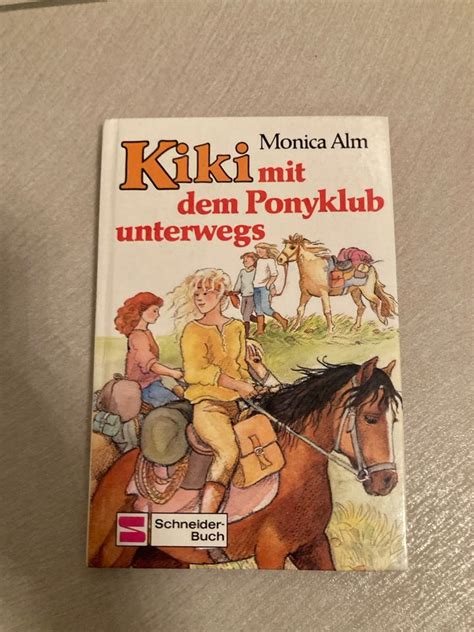 Monica Alm
Kiki mit
dem Ponyklub
unterwegs
Schneider-
Buch